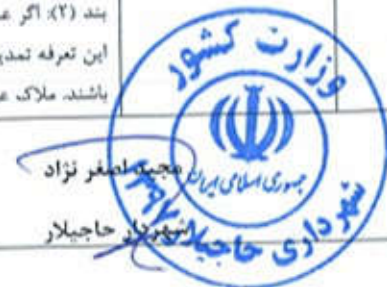 بند (۲): اگر عـ
این تعرفه تمدیـ
باشند. ملاک عـ
وزارت کشور
جمهوری اسلامی ایران
شهرداری حاجیلار
مجید اصغر نژاد
شهردار حاجیلار